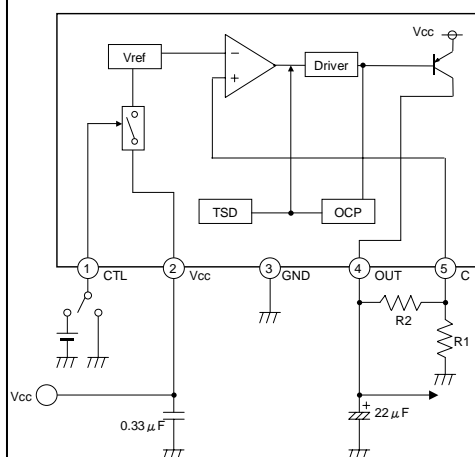 Vcc
Vref
－
＋
Driver
TSD
OCP
1 CTL
2 Vcc
3 GND
4 OUT
5 C
R2
R1
Vcc
0.33μF
+
22μF